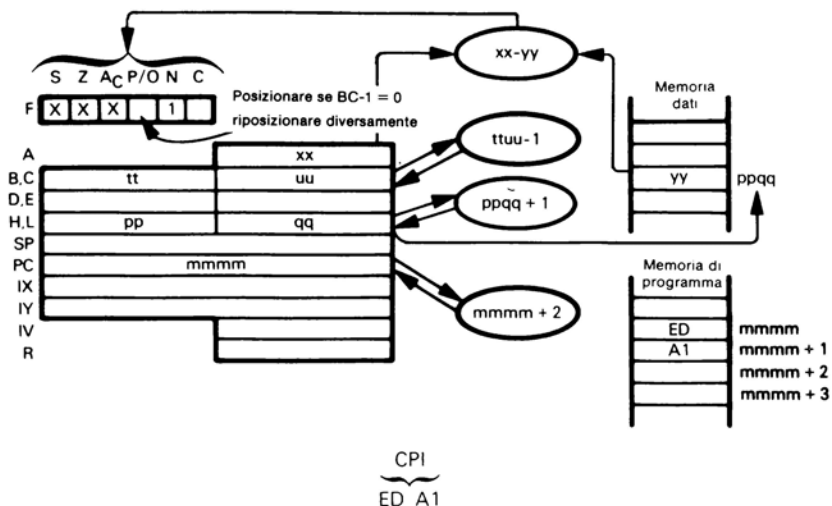 xx-yy
S Z AC P/O N C
F X X X 1
Posizionare se BC-1 = 0
riposizionare diversamente
Memoria
dati
A xx
ttuu-1
B,C tt uu
yy ppqq
D,E
ppqq + 1
H,L pp qq
SP
PC mmmm
Memoria di
programma
IX
IY
mmmm + 2
IV
ED mmmm
R
A1 mmmm + 1
mmmm + 2
mmmm + 3
CPI
ED A1